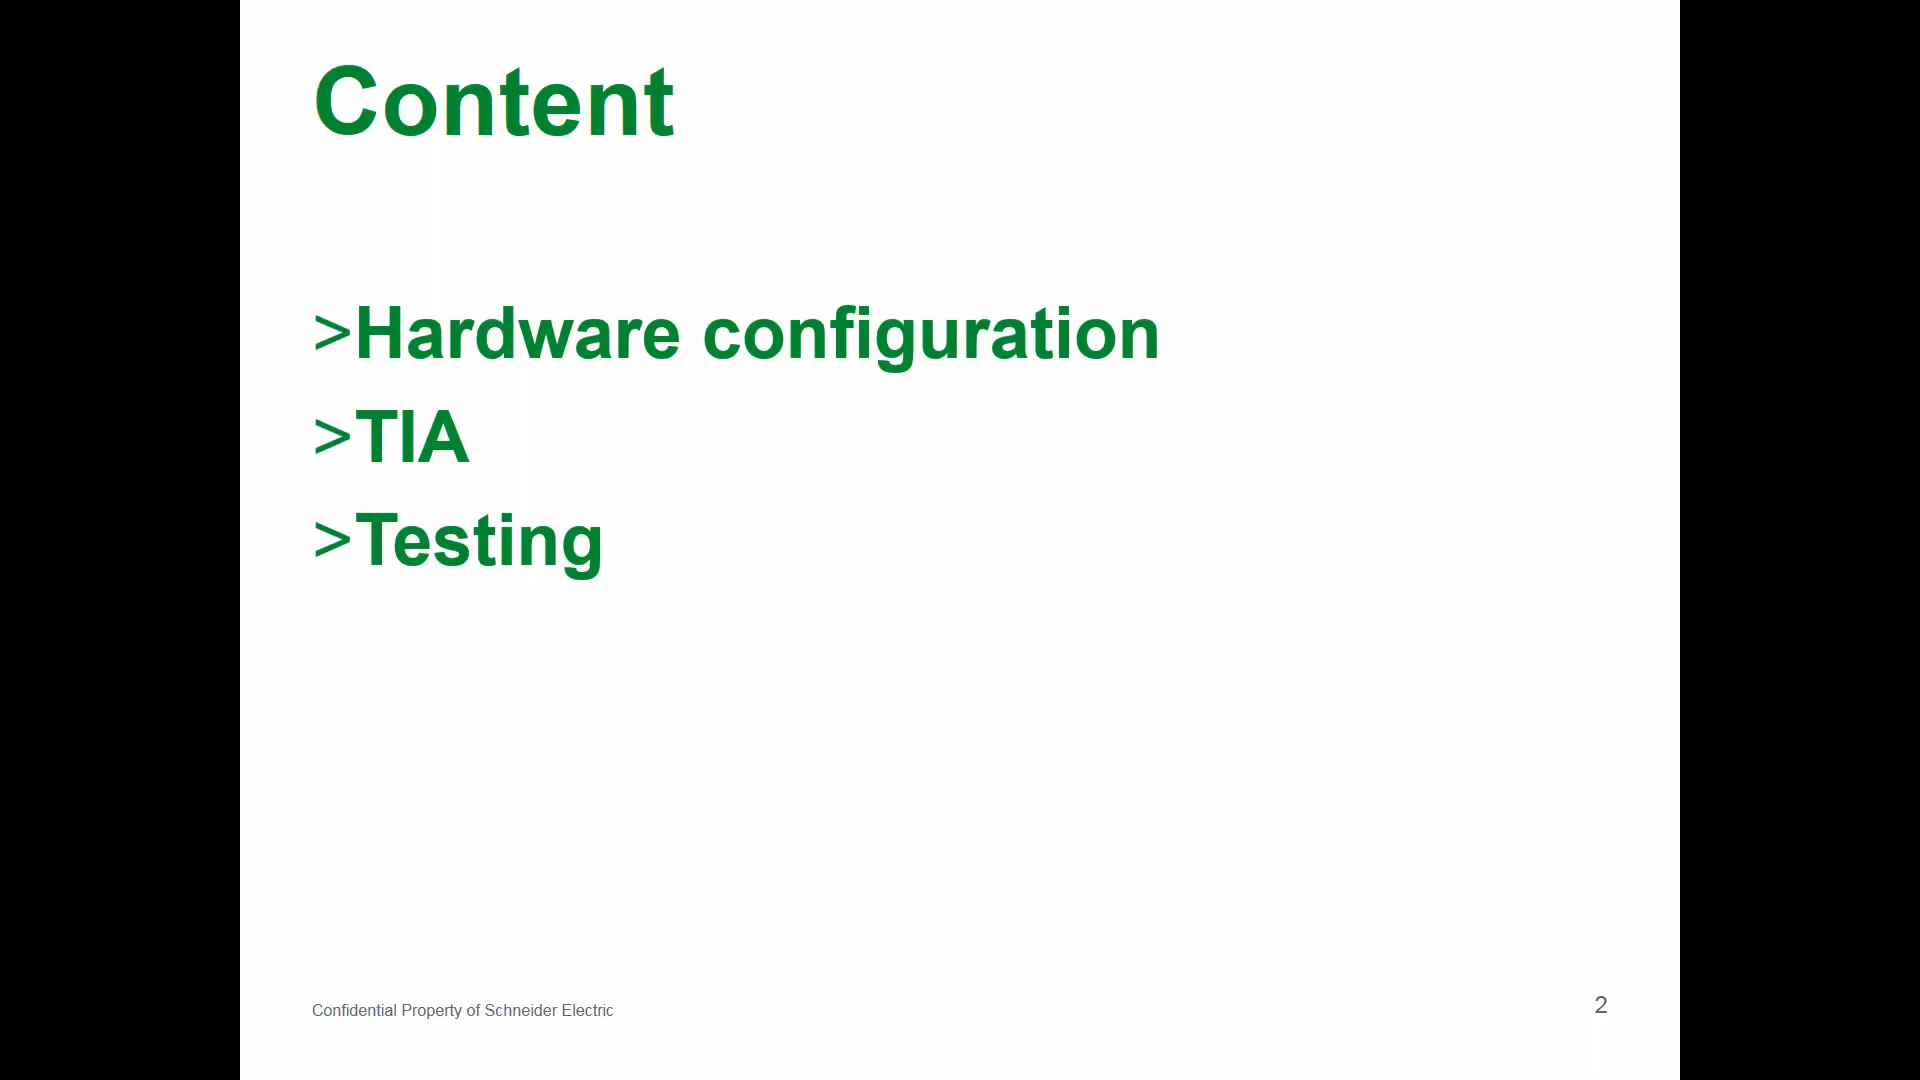 Content
>Hardware configuration
>TIA
>Testing
Confidential Property of Schneider Electric
2